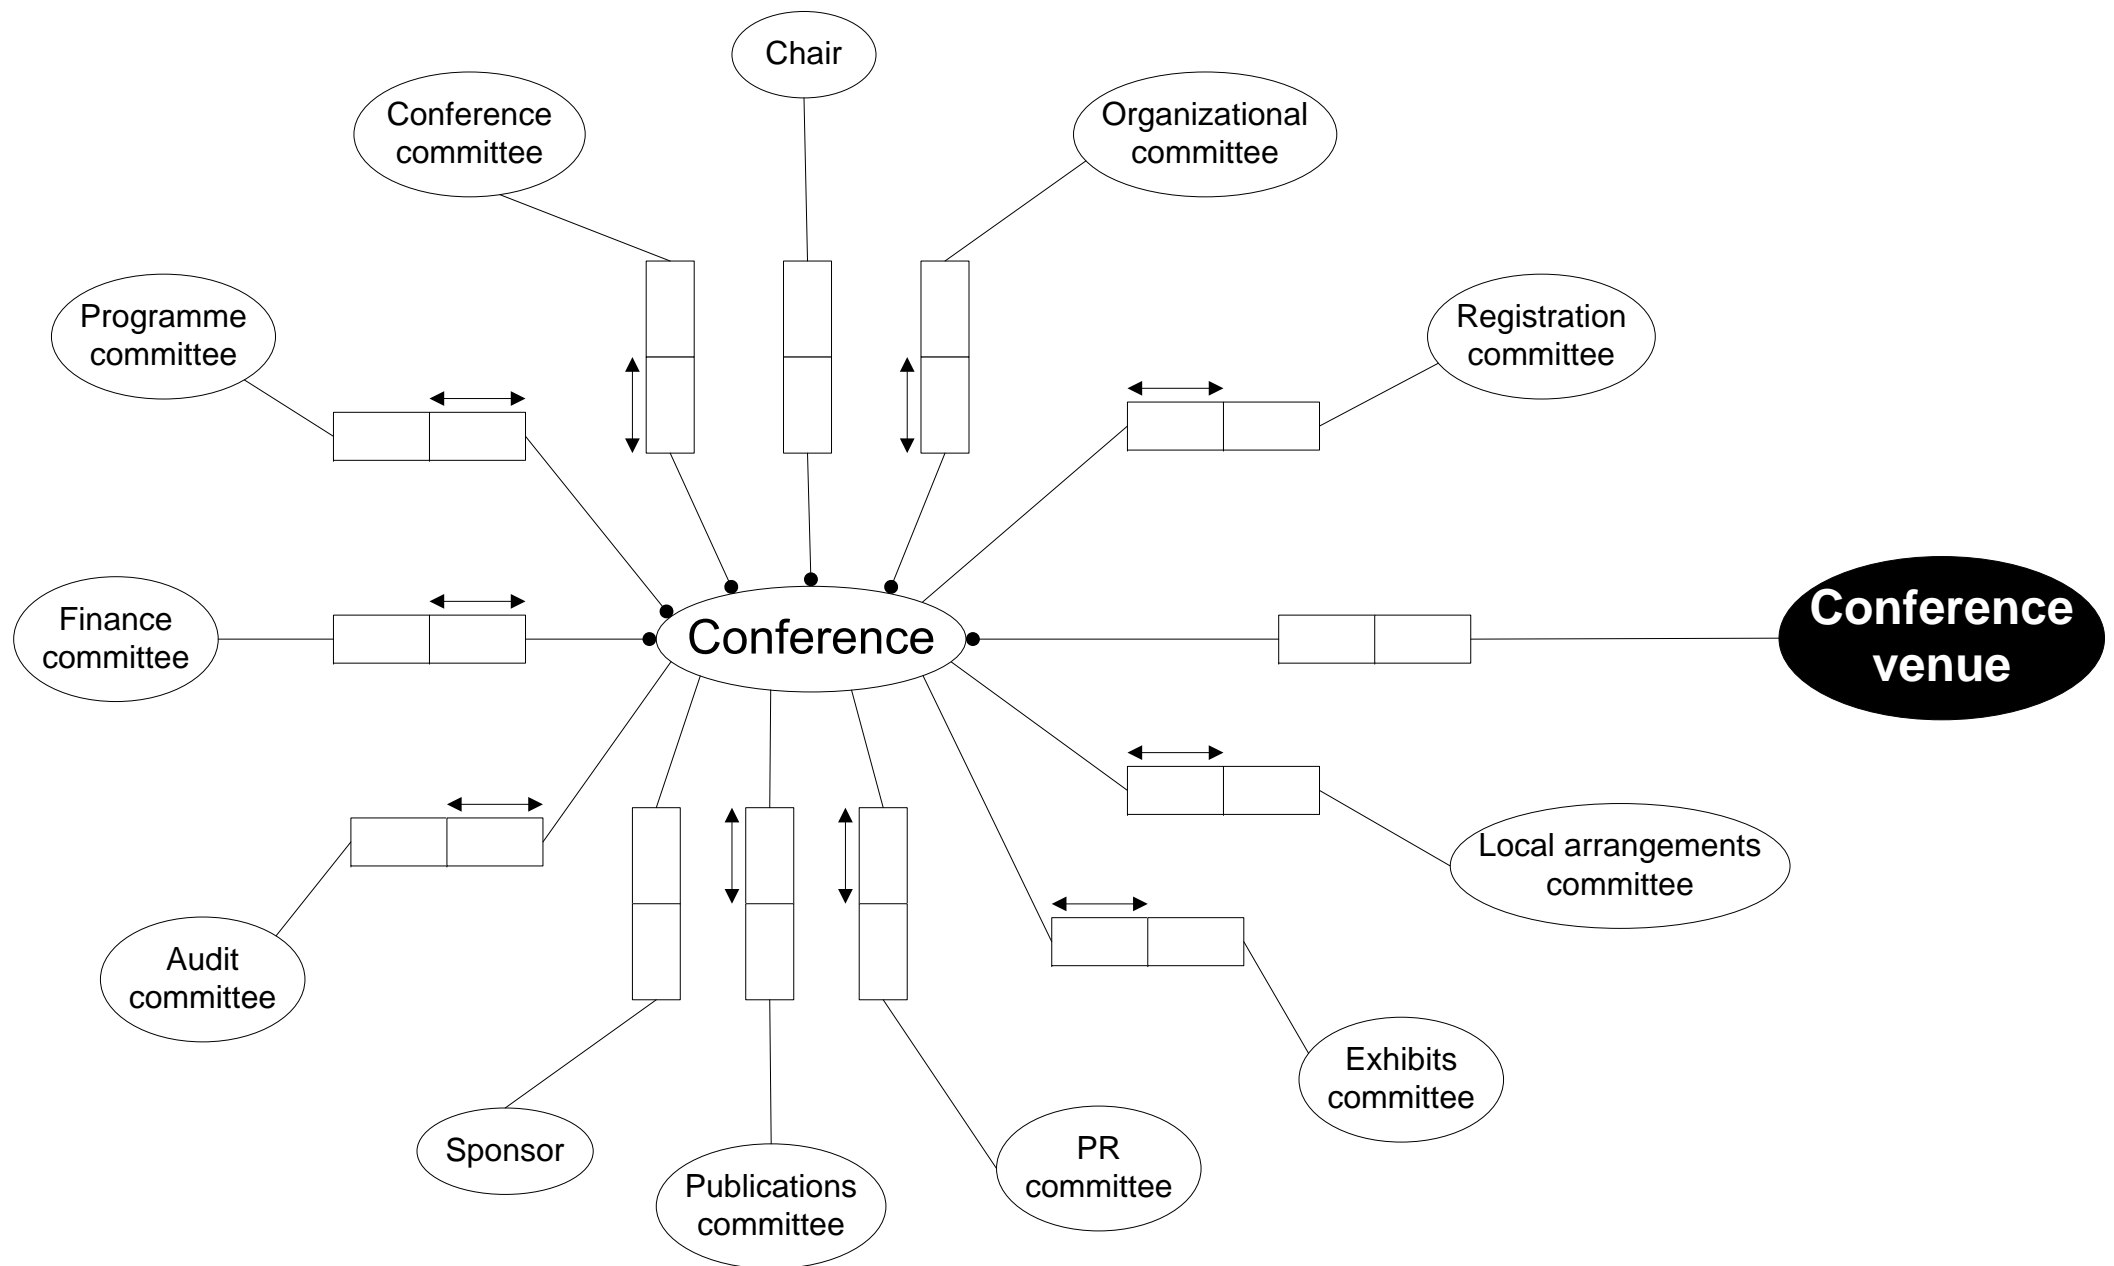 Chair
Conference
committee
Organizational
committee
Programme
committee
Registration
committee
Finance
committee
Conference
Conference
venue
Local arrangements
committee
Audit
committee
Exhibits
committee
Sponsor
Publications
committee
PR
committee